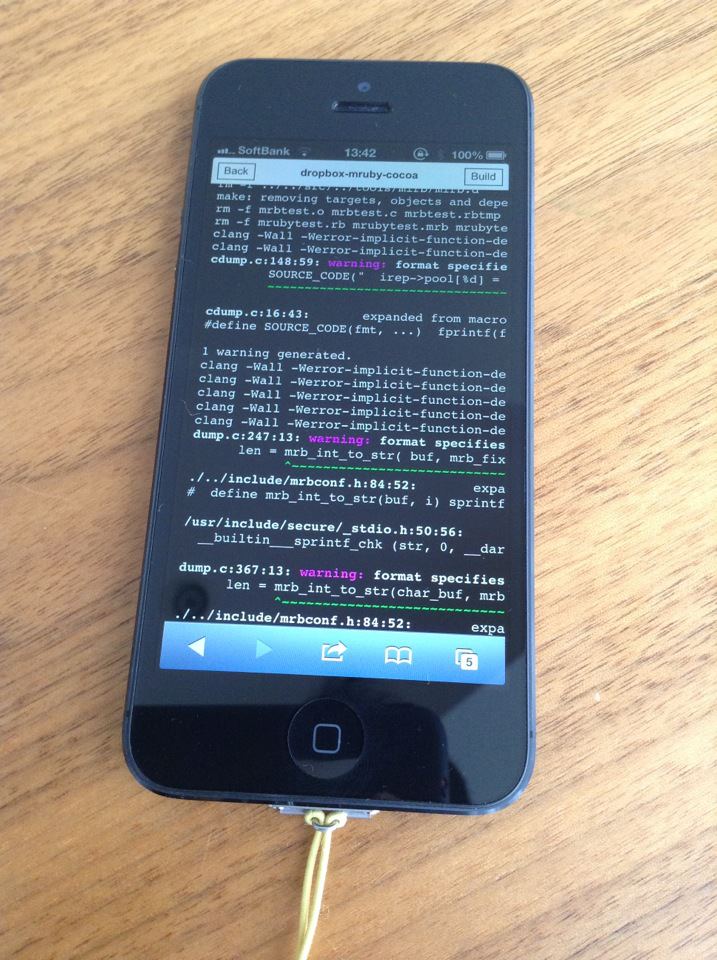 SoftBank 13:42 100%
Back dropbox-mruby-cocoa Build
rm -f ../../src/../tools/mirb/mirb.d
make: removing targets, objects and depe
rm -f mrbtest.o mrbtest.c mrbtest.rbtmp
rm -f mrubytest.rb mrubytest.mrb mrubyte
clang -Wall -Werror-implicit-function-de
clang -Wall -Werror-implicit-function-de
cdump.c:148:59: warning: format specifie
SOURCE_CODE("  irep->pool[%d] =
~~~~~~~~~~~~~~~~~~~~~~~~~~~~~~~
cdump.c:16:43: expanded from macro
#define SOURCE_CODE(fmt, ...)  fprintf(f
1 warning generated.
clang -Wall -Werror-implicit-function-de
clang -Wall -Werror-implicit-function-de
clang -Wall -Werror-implicit-function-de
clang -Wall -Werror-implicit-function-de
clang -Wall -Werror-implicit-function-de
dump.c:247:13: warning: format specifies
len = mrb_int_to_str( buf, mrb_fix
^~~~~~~~~~~~~~~~~~~~~~~~~~~~
./../include/mrbconf.h:84:52: expa
#  define mrb_int_to_str(buf, i) sprintf
/usr/include/secure/_stdio.h:50:56:
__builtin___sprintf_chk (str, 0, __dar
dump.c:367:13: warning: format specifies
len = mrb_int_to_str(char_buf, mrb
^~~~~~~~~~~~~~~~~~~~~~~~~~~~
./../include/mrbconf.h:84:52: expa
5